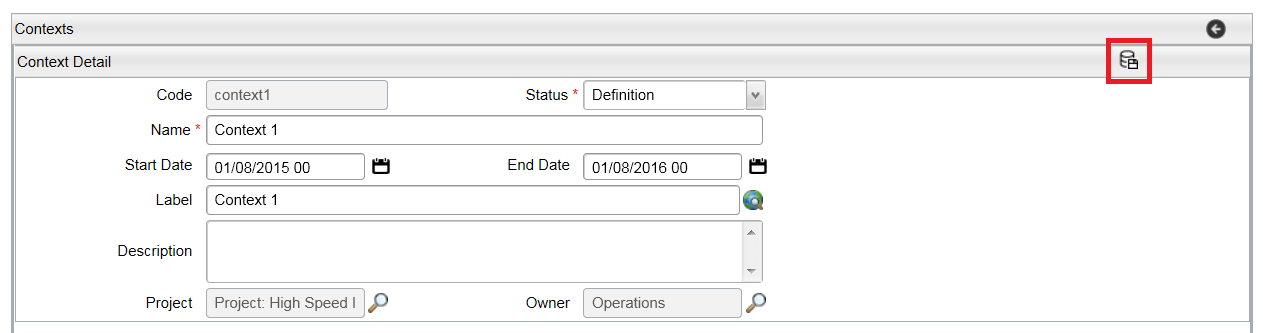 Contexts
Context Detail
Code context1 Status * Definition
Name * Context 1
Start Date 01/08/2015 00 End Date 01/08/2016 00
Label Context 1
Description
Project Project: High Speed I Owner Operations